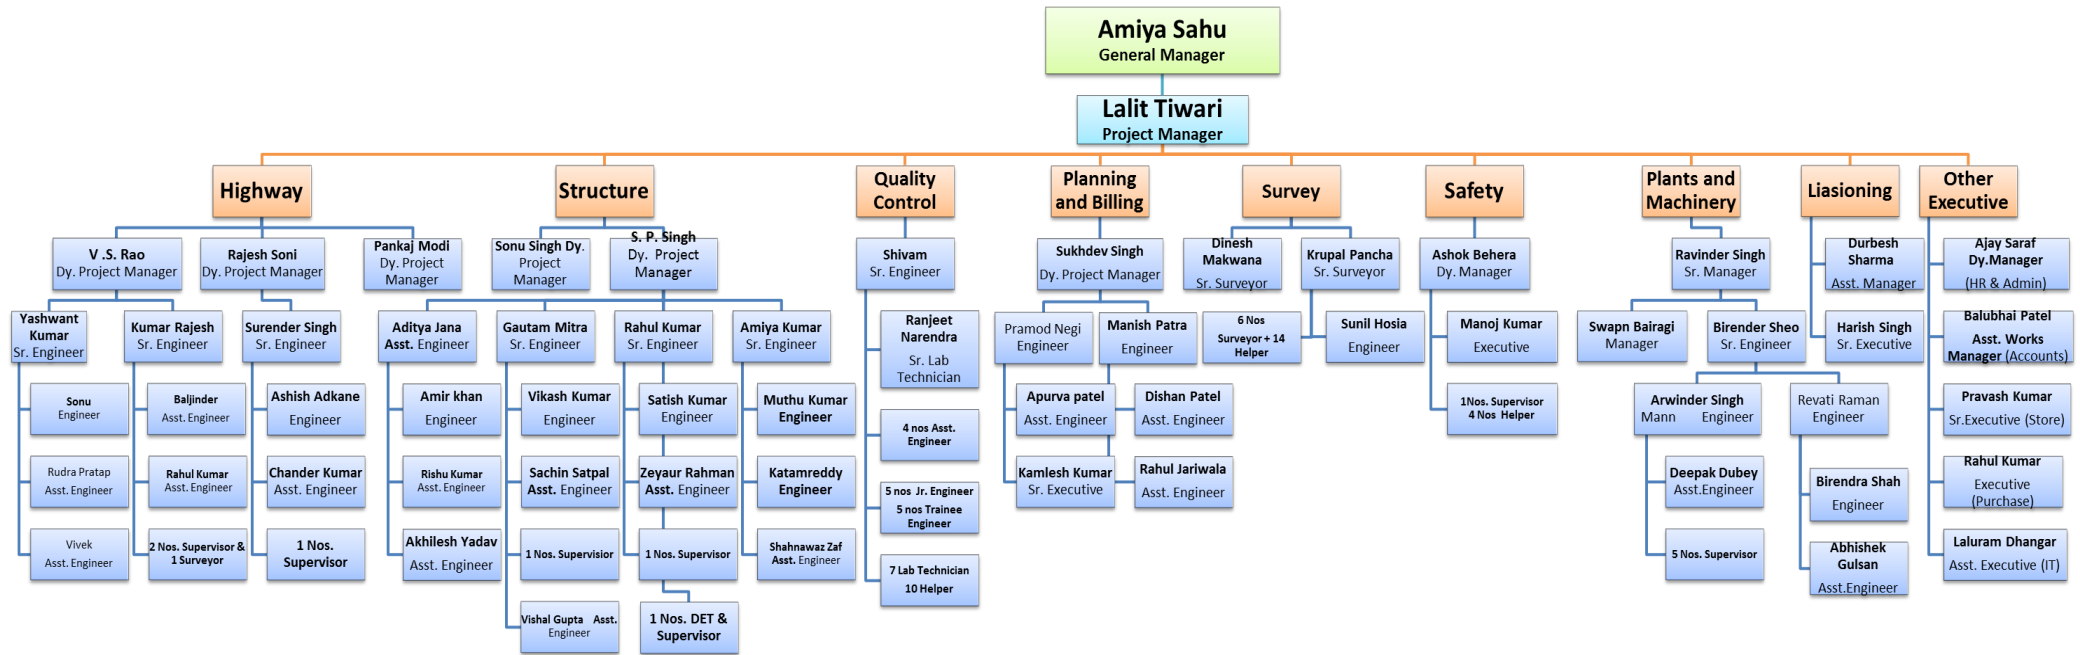 Amiya Sahu
General Manager
Lalit Tiwari
Project Manager
Highway
Structure
Quality
Control
Planning
and Billing
Survey
Safety
Plants and
Machinery
Liasioning
Other
Executive
V .S. Rao
Dy. Project Manager
Rajesh Soni
Dy. Project Manager
Pankaj Modi
Dy. Project
Manager
Yashwant
Kumar
Sr. Engineer
Kumar Rajesh
Sr. Engineer
Surender Singh
Sr. Engineer
Sonu
Engineer
Baljinder
Asst. Engineer
Ashish Adkane
Engineer
Rudra Pratap
Asst. Engineer
Rahul Kumar
Asst. Engineer
Chander Kumar
Asst. Engineer
Vivek
Asst. Engineer
2 Nos. Supervisor &
1 Surveyor
1 Nos.
Supervisor
Sonu Singh Dy.
Project
Manager
S. P. Singh
Dy. Project
Manager
Aditya Jana
Asst. Engineer
Gautam Mitra
Sr. Engineer
Rahul Kumar
Sr. Engineer
Amiya Kumar
Sr. Engineer
Amir khan
Engineer
Vikash Kumar
Engineer
Satish Kumar
Engineer
Muthu Kumar
Engineer
Rishu Kumar
Asst. Engineer
Sachin Satpal
Asst. Engineer
Zeyaur Rahman
Asst. Engineer
Katamreddy
Engineer
Akhilesh Yadav
Asst. Engineer
1 Nos. Supervisior
1 Nos. Supervisor
Shahnawaz Zaf
Asst. Engineer
Vishal Gupta Asst.
Engineer
1 Nos. DET &
Supervisor
Shivam
Sr. Engineer
Ranjeet
Narendra
Sr. Lab
Technician
4 nos Asst.
Engineer
5 nos Jr. Engineer
5 nos Trainee
Engineer
7 Lab Technician
10 Helper
Sukhdev Singh
Dy. Project Manager
Pramod Negi
Engineer
Manish Patra
Engineer
Apurva patel
Asst. Engineer
Dishan Patel
Asst. Engineer
Kamlesh Kumar
Sr. Executive
Rahul Jariwala
Asst. Engineer
Dinesh
Makwana
Sr. Surveyor
Krupal Pancha
Sr. Surveyor
6 Nos
Surveyor + 14
Helper
Sunil Hosia
Engineer
Ashok Behera
Dy. Manager
Manoj Kumar
Executive
1Nos. Supervisor
4 Nos Helper
Ravinder Singh
Sr. Manager
Swapn Bairagi
Manager
Birender Sheo
Sr. Engineer
Arwinder Singh
Mann Engineer
Revati Raman
Engineer
Deepak Dubey
Asst.Engineer
Birendra Shah
Engineer
5 Nos. Supervisor
Abhishek
Gulsan
Asst.Engineer
Durbesh
Sharma
Asst. Manager
Harish Singh
Sr. Executive
Ajay Saraf
Dy.Manager
(HR & Admin)
Balubhai Patel
Asst. Works
Manager (Accounts)
Pravash Kumar
Sr.Executive (Store)
Rahul Kumar
Executive
(Purchase)
Laluram Dhangar
Asst. Executive (IT)